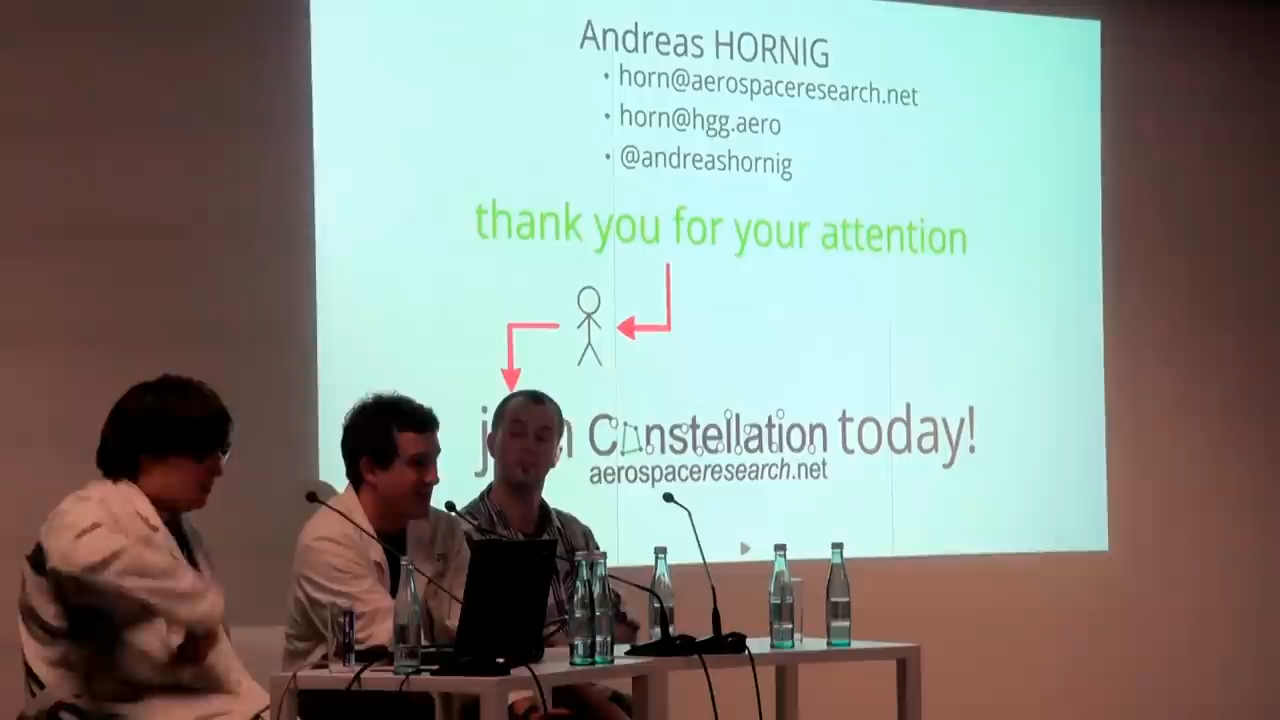 Andreas HORNIG
• horn@aerospaceresearch.net
• horn@hgg.aero
• @andreashornig
thank you for your attention
Constellation today!
aerospaceresearch.net